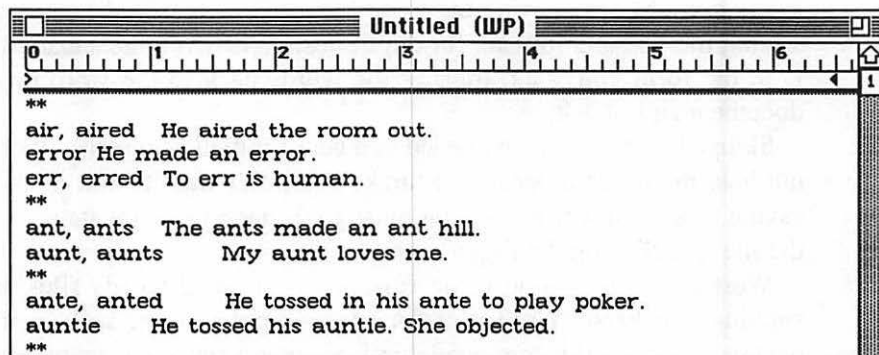 Untitled (WP)
0 1 2 3 4 5 6
1
**
air, aired He aired the room out.
error He made an error.
err, erred To err is human.
**
ant, ants The ants made an ant hill.
aunt, aunts My aunt loves me.
**
ante, anted He tossed in his ante to play poker.
auntie He tossed his auntie. She objected.
**